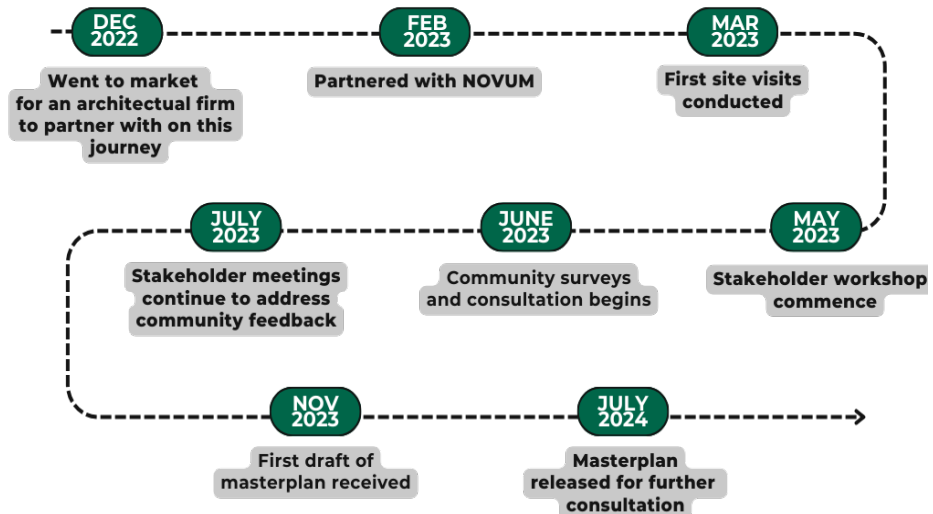 DEC
2022
Went to market
for an architectual firm
to partner with on this
journey
FEB
2023
Partnered with NOVUM
MAR
2023
First site visits
conducted
MAY
2023
Stakeholder workshop
commence
JUNE
2023
Community surveys
and consultation begins
JULY
2023
Stakeholder meetings
continue to address
community feedback
NOV
2023
First draft of
masterplan received
JULY
2024
Masterplan
released for further
consultation